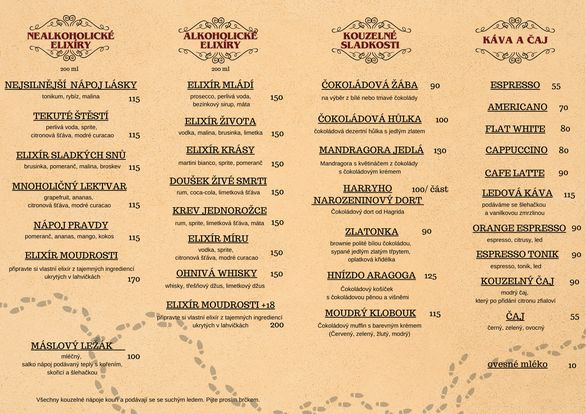 NEALKOHOLICKÉ
ELIXÍRY
200 ml
NEJSILNĚJŠÍ NÁPOJ LÁSKY
tonikum, rybíz, malina 115
TEKUTÉ ŠTĚSTÍ
perlivá voda, sprite,
citronová šťáva, modré curacao 115
ELIXÍR SLADKÝCH SNŮ
brusinka, pomeranč, malina, broskev 115
MNOHOLIČNÝ LEKTVAR
grapefruit, ananas,
citronová šťáva, modré curacao 115
NÁPOJ PRAVDY
pomeranč, ananas, mango, kokos 115
ELIXÍR MOUDROSTI
připravte si vlastní elixír z tajemných ingrediencí
ukrytých v lahvičkách 170
MÁSLOVÝ LEŽÁK 100
mléčný,
salko nápoj podávaný teplý s kořením,
skořicí a šlehačkou
ALKOHOLICKÉ
ELIXÍRY
200 ml
ELIXÍR MLÁDÍ
prosecco, perlivá voda,
bezinkový sirup, máta 150
ELIXÍR ŽIVOTA
vodka, malina, brusinka, limetka 150
ELIXÍR KRÁSY
martini bianco, sprite, pomeranč 150
DOUŠEK ŽIVÉ SMRTI
rum, coca-cola, limetková šťáva 150
KREV JEDNOROŽCE
rum, sprite, limetková šťáva, máta 150
ELIXÍR MÍRU
vodka, sprite,
citronová šťáva, modré curacao 150
OHNIVÁ WHISKY 150
whisky, třešňový džus, limetkový džus
ELIXÍR MOUDROSTI +18
připravte si vlastní elixír z tajemných ingrediencí
ukrytých v lahvičkách 200
KOUZELNÉ
SLADKOSTI
ČOKOLÁDOVÁ ŽÁBA 90
na výběr z bílé nebo tmavé čokolády
ČOKOLÁDOVÁ HŮLKA 100
čokoládová dezertní hůlka s jedlým zlatem
MANDRAGORA JEDLÁ 130
Mandragora s květináčem z čokolády
s čokoládovým krémem
HARRYHO 100/ část
NAROZENINOVÝ DORT
Čokoládový dort od Hagrida
ZLATONKA 90
brownie polité bílou čokoládou,
sypané jedlým zlatým třpytem,
oplatková křidélka
HNÍZDO ARAGOGA 125
Čokoládový košíček
s čokoládovou pěnou a višněmi
MOUDRÝ KLOBOUK 115
Čokoládový muffin s barevným krémem
(Červený, zelený, žlutý, modrý)
KÁVA A ČAJ
ESPRESSO 55
AMERICANO 70
FLAT WHITE 80
CAPPUCCINO 80
CAFE LATTE 90
LEDOVÁ KÁVA 115
podáváme se šlehačkou
a vanilkovou zmrzlinou
ORANGE ESPRESSO 90
espresso, citrusy, led
ESPRESSO TONIK 90
espresso, tonik, led
KOUZELNÝ ČAJ 90
modrý čaj,
který po přidání citronu zfialoví
ČAJ 55
černý, zelený, ovocný
ovesné mléko 10
Všechny kouzelné nápoje kouří a podávají se se suchým ledem. Pijte prosím brčkem.